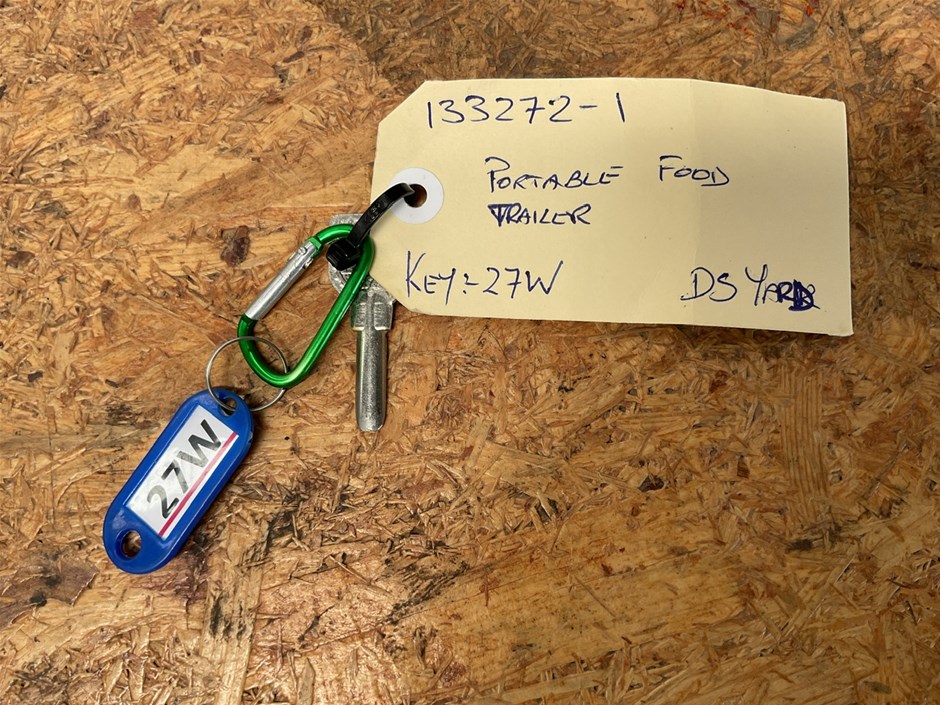 133272-1
PORTABLE FOOD
TRAILER
KEY:-27W DS YARD
27W